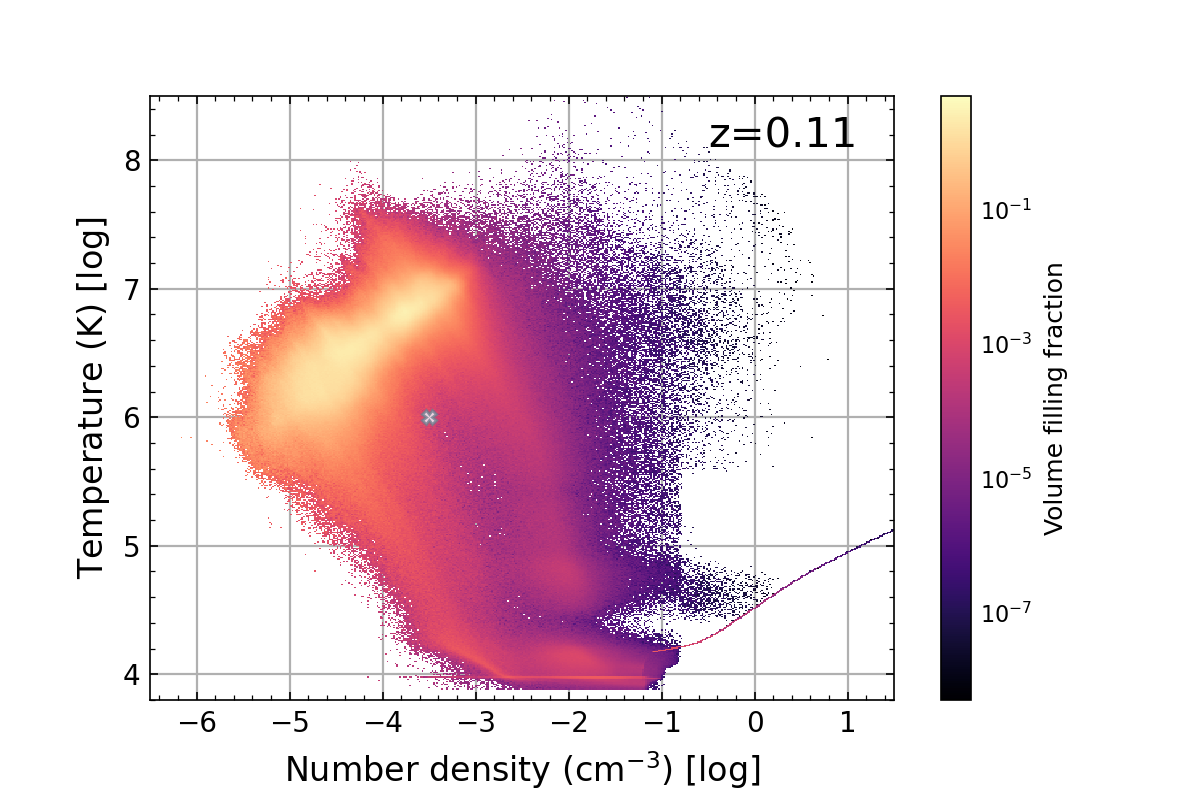 z=0.11
Temperature (K) [log]
8
7
6
5
4
−6 −5 −4 −3 −2 −1 0 1
Number density (cm⁻³) [log]
10⁻¹
10⁻³
10⁻⁵
10⁻⁷
Volume filling fraction